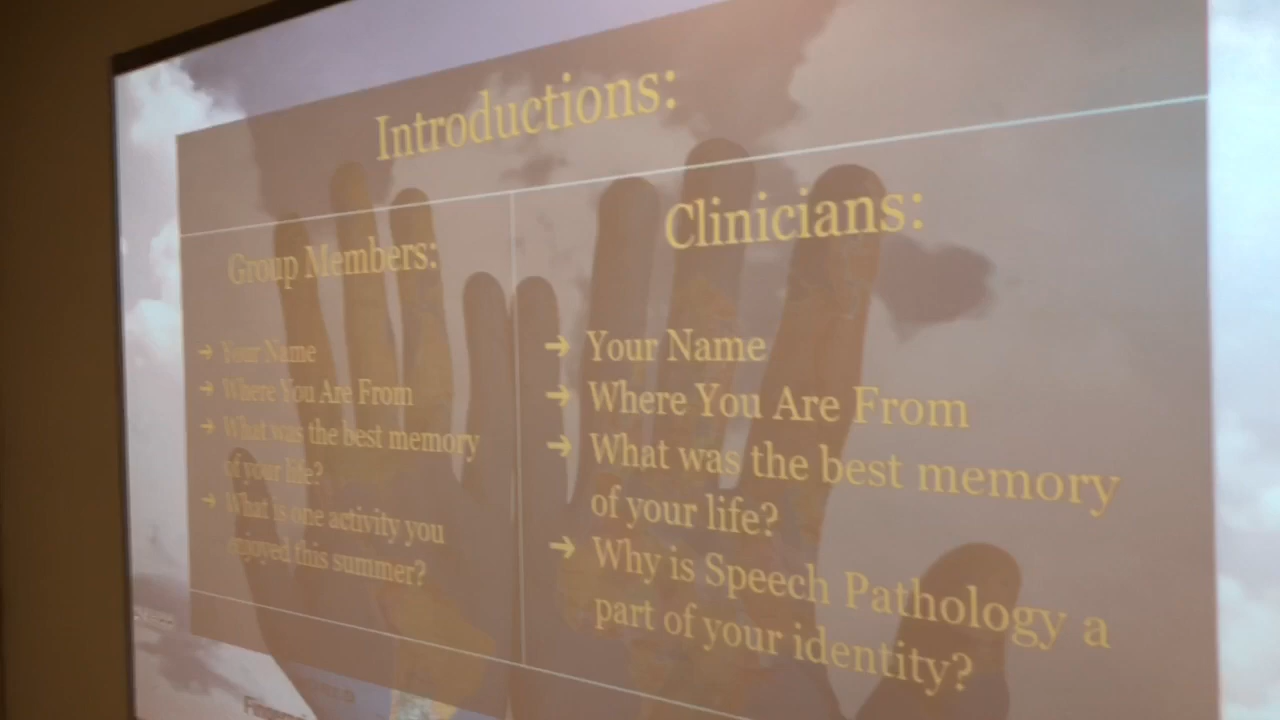 Introductions:
Group Members:
→ Your Name
→ Where You Are From
→ What was the best memory
of your life?
→ What is one activity you
enjoyed this summer?
Clinicians:
→ Your Name
→ Where You Are From
→ What was the best memory
of your life?
→ Why is Speech Pathology a
part of your identity?